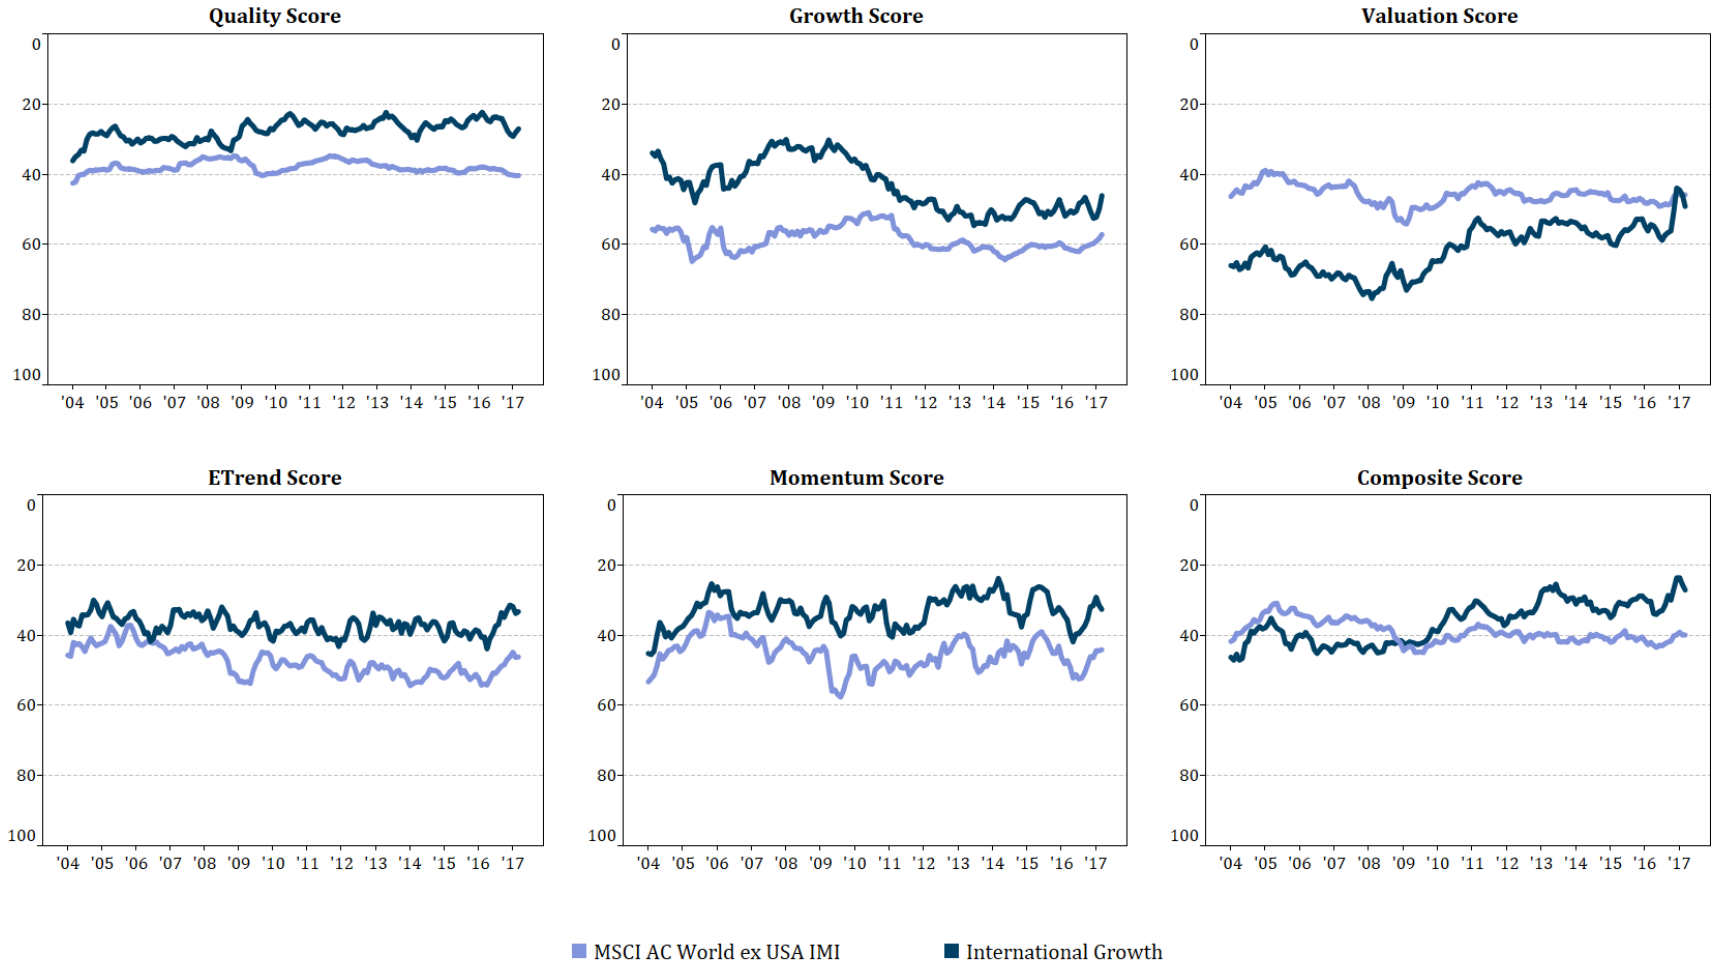 Quality Score
0
20
40
60
80
100
'04 '05 '06 '07 '08 '09 '10 '11 '12 '13 '14 '15 '16 '17
Growth Score
0
20
40
60
80
100
'04 '05 '06 '07 '08 '09 '10 '11 '12 '13 '14 '15 '16 '17
Valuation Score
0
20
40
60
80
100
'04 '05 '06 '07 '08 '09 '10 '11 '12 '13 '14 '15 '16 '17
ETrend Score
0
20
40
60
80
100
'04 '05 '06 '07 '08 '09 '10 '11 '12 '13 '14 '15 '16 '17
Momentum Score
0
20
40
60
80
100
'04 '05 '06 '07 '08 '09 '10 '11 '12 '13 '14 '15 '16 '17
Composite Score
0
20
40
60
80
100
'04 '05 '06 '07 '08 '09 '10 '11 '12 '13 '14 '15 '16 '17
MSCI AC World ex USA IMI
International Growth